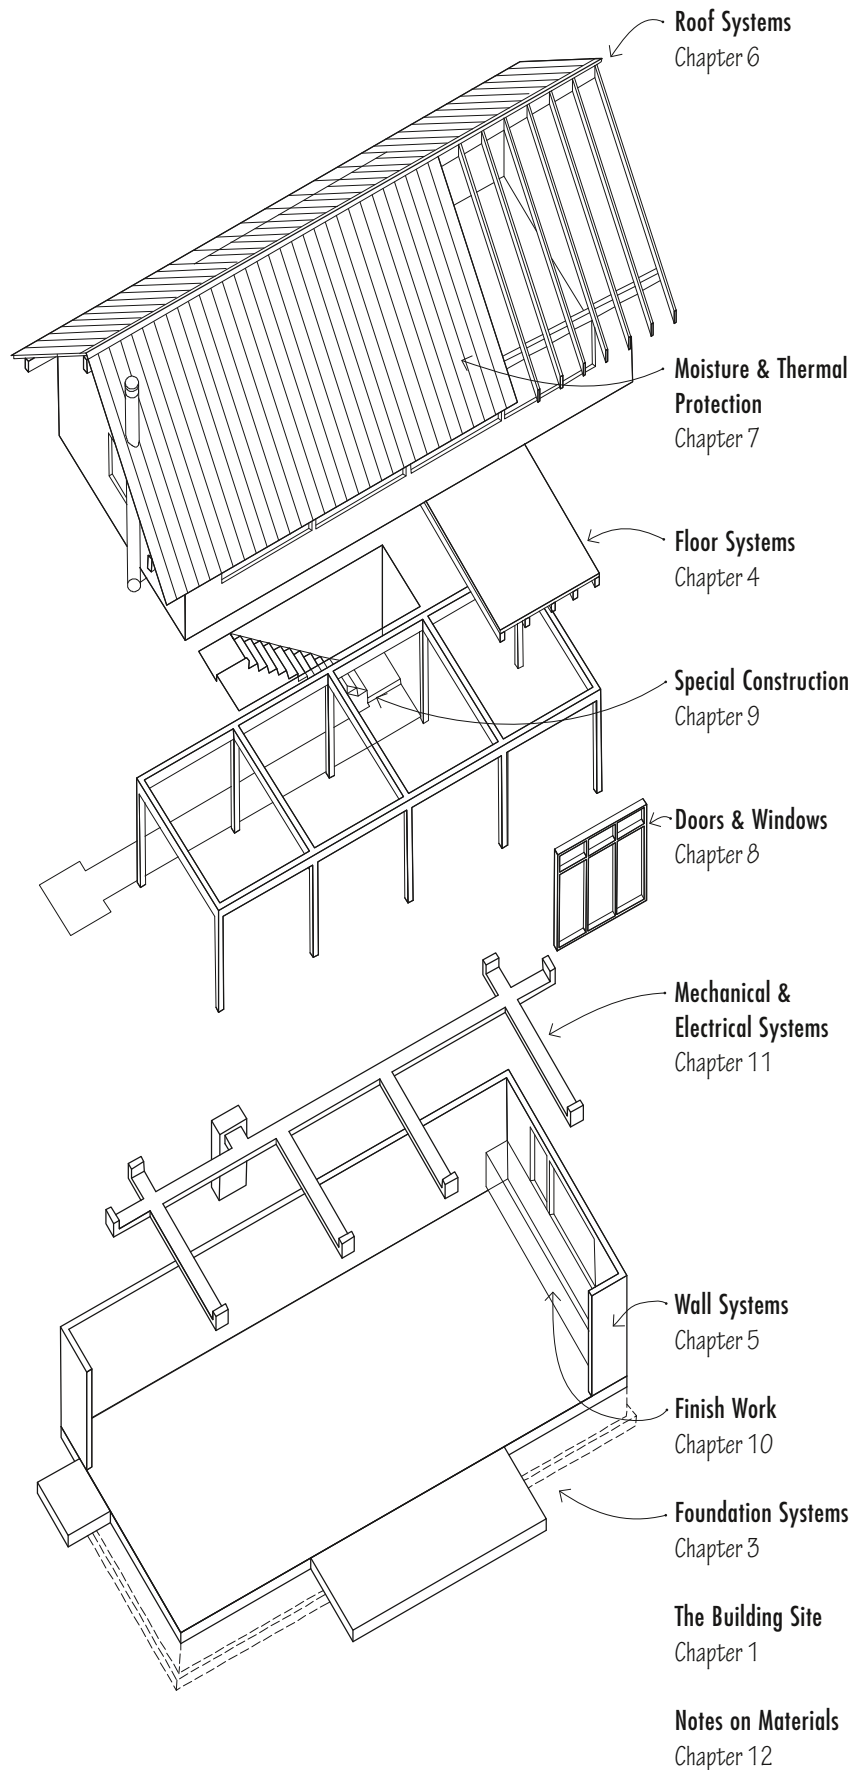 Roof Systems
Chapter 6
Moisture & Thermal
Protection
Chapter 7
Floor Systems
Chapter 4
Special Construction
Chapter 9
Doors & Windows
Chapter 8
Mechanical &
Electrical Systems
Chapter 11
Wall Systems
Chapter 5
Finish Work
Chapter 10
Foundation Systems
Chapter 3
The Building Site
Chapter 1
Notes on Materials
Chapter 12